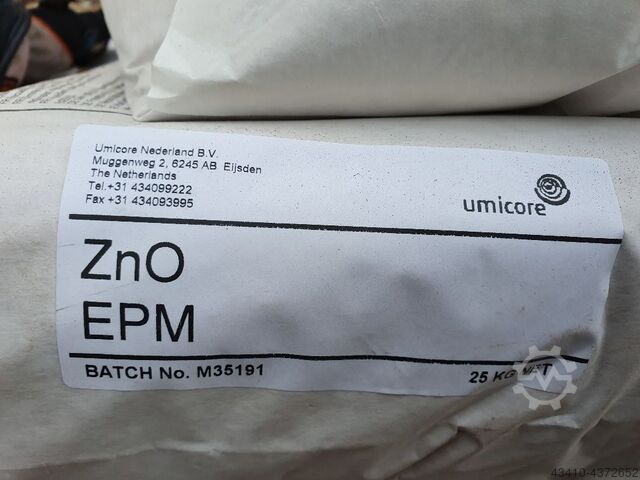 Umicore Nederland B.V.
Muggenweg 2, 6245 AB Eijsden
The Netherlands
Tel.+31 434099222
Fax +31 434093995
umicore
ZnO
EPM
BATCH No. M35191
25 KG NET
43410-4372652